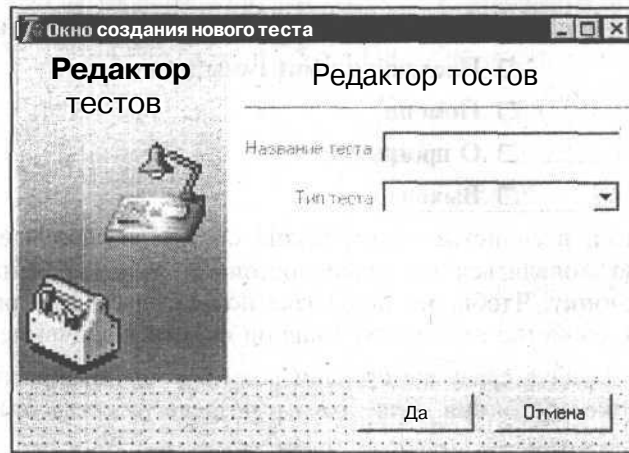 Окно создания нового теста
Редактор
тестов
Редактор тостов
Название теста
Тип теста
Да
Отмена